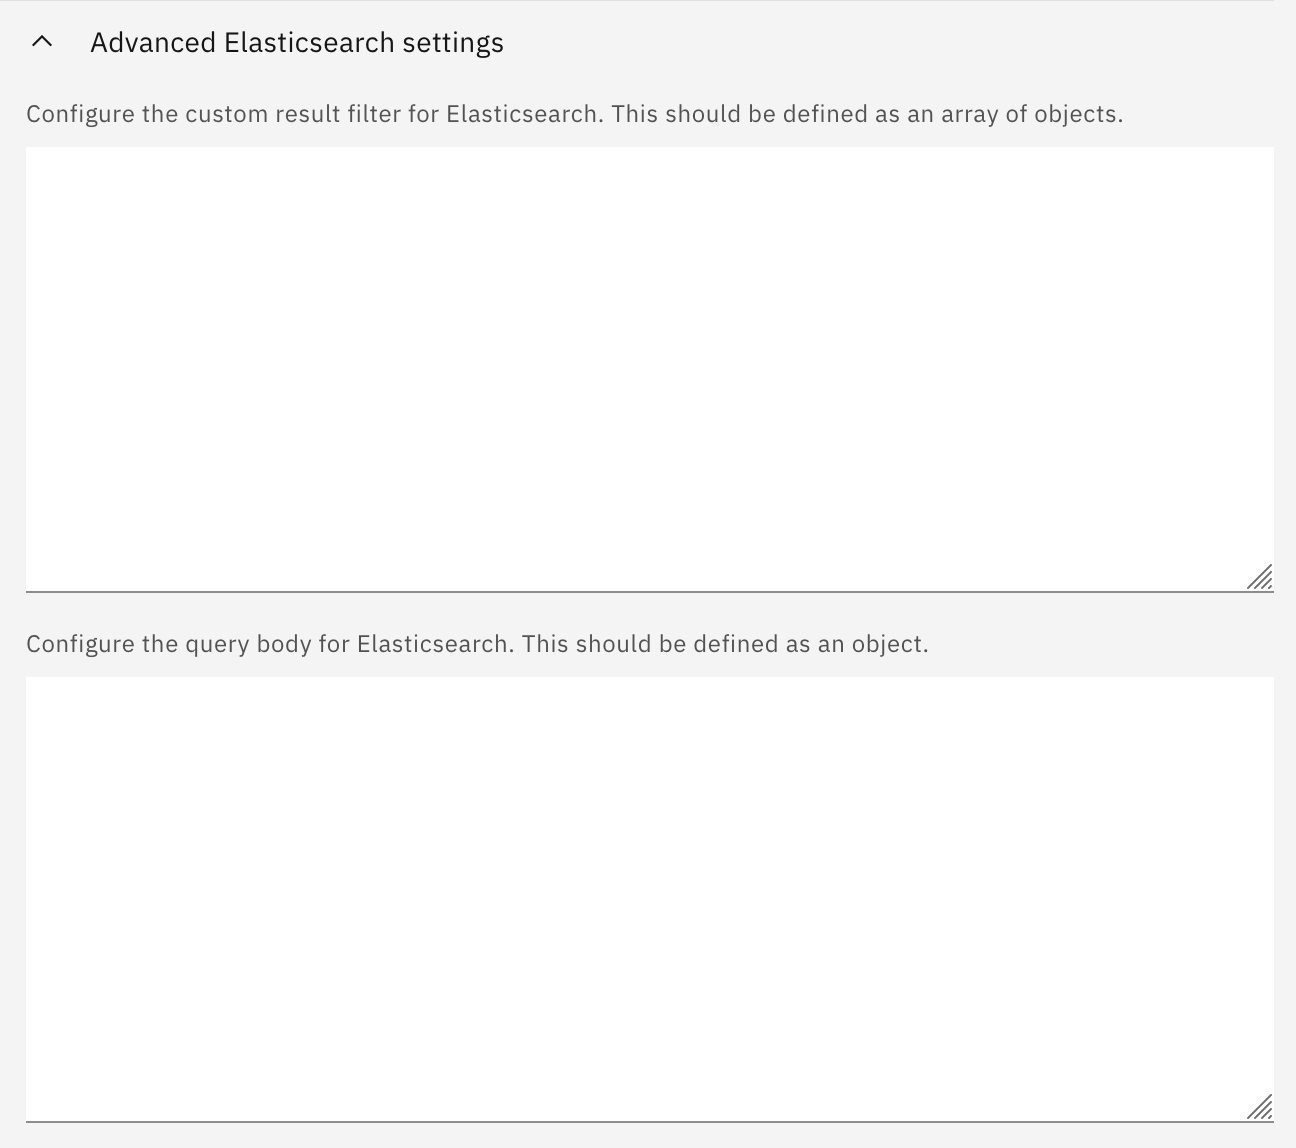 Advanced Elasticsearch settings
Configure the custom result filter for Elasticsearch. This should be defined as an array of objects.
Configure the query body for Elasticsearch. This should be defined as an object.